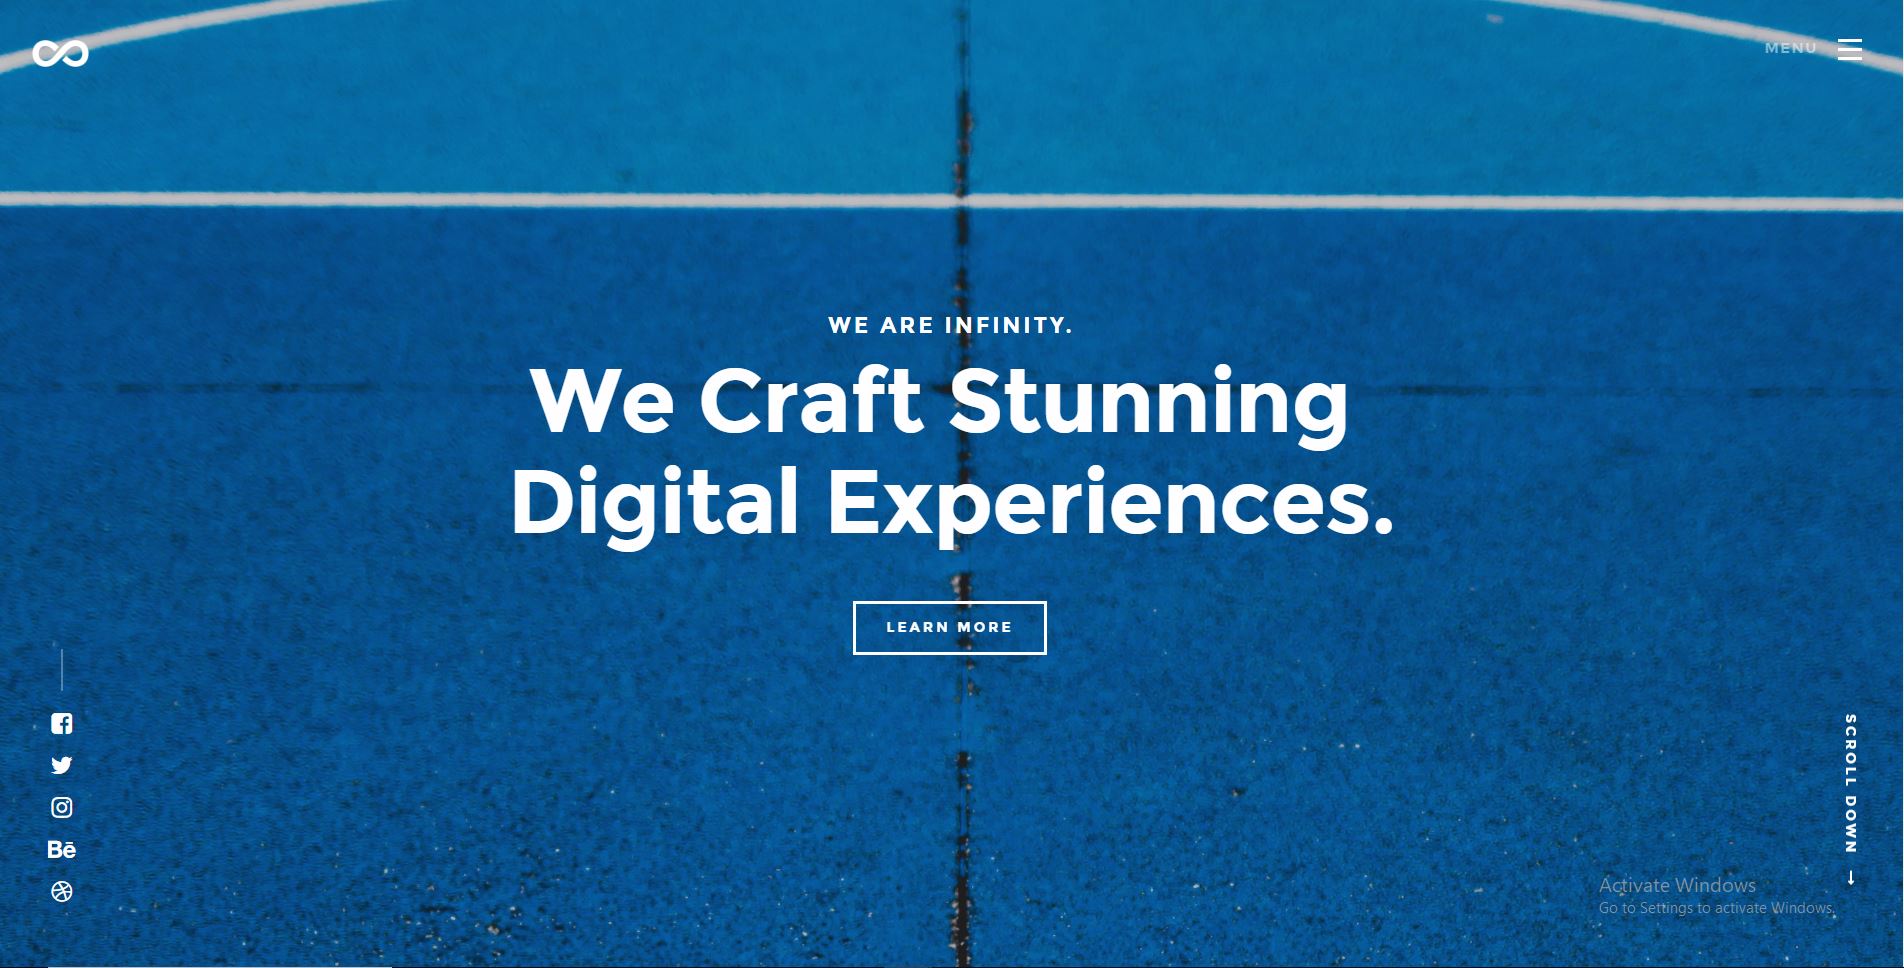 MENU
WE ARE INFINITY.
We Craft Stunning
Digital Experiences.
LEARN MORE
Bē
SCROLL DOWN
Activate Windows
Go to Settings to activate Windows.